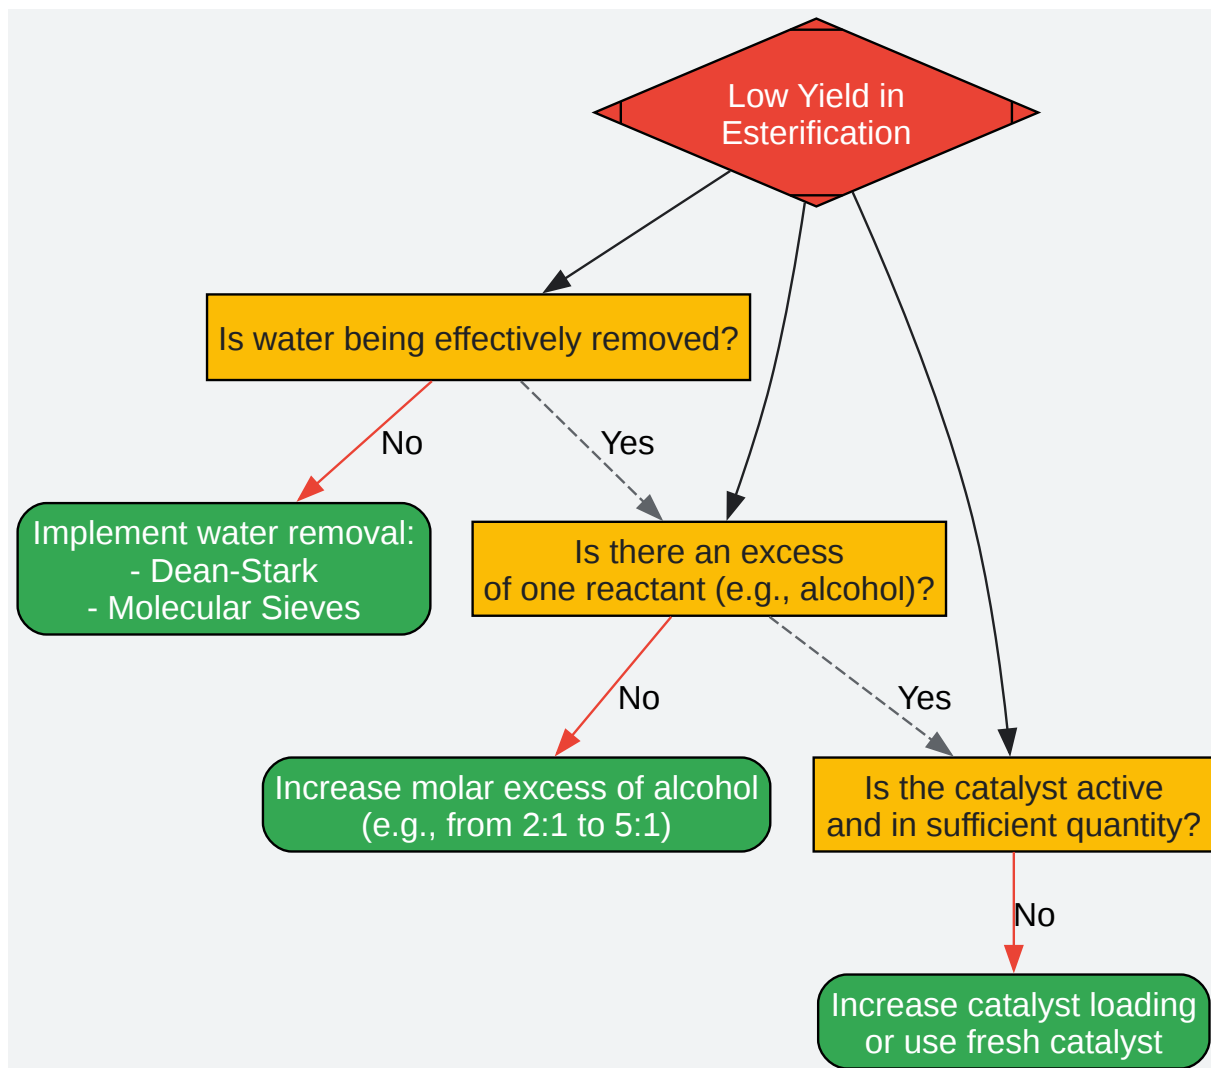 Low Yield in
Esterification
Is water being effectively removed?
No
Yes
Implement water removal:
- Dean-Stark
- Molecular Sieves
Is there an excess
of one reactant (e.g., alcohol)?
No
Yes
Increase molar excess of alcohol
(e.g., from 2:1 to 5:1)
Is the catalyst active
and in sufficient quantity?
No
Increase catalyst loading
or use fresh catalyst